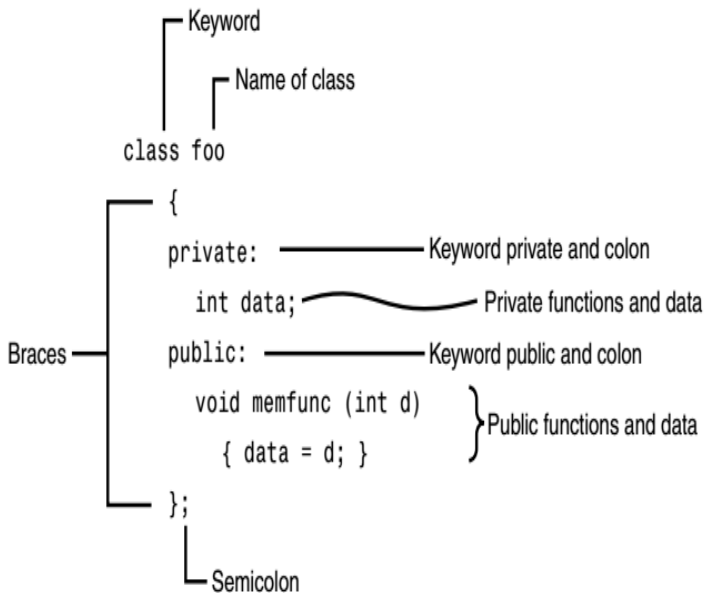 Keyword
Name of class
class foo
{
private: Keyword private and colon
int data; Private functions and data
Braces public: Keyword public and colon
void memfunc (int d)
Public functions and data
{ data = d; }
};
Semicolon